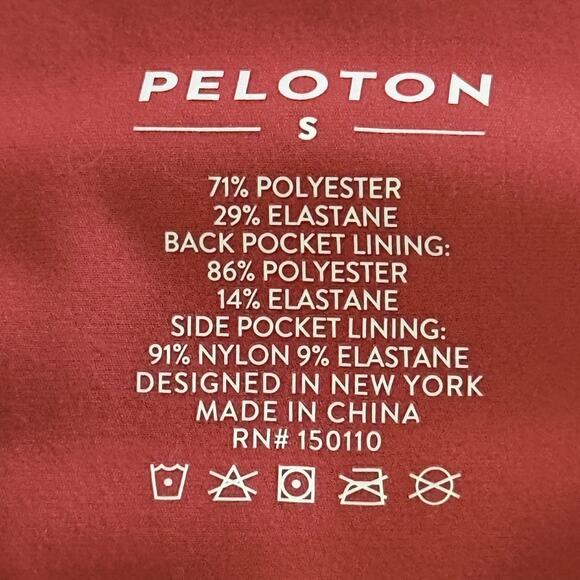 PELOTON
S
71% POLYESTER
29% ELASTANE
BACK POCKET LINING:
86% POLYESTER
14% ELASTANE
SIDE POCKET LINING:
91% NYLON 9% ELASTANE
DESIGNED IN NEW YORK
MADE IN CHINA
RN# 150110